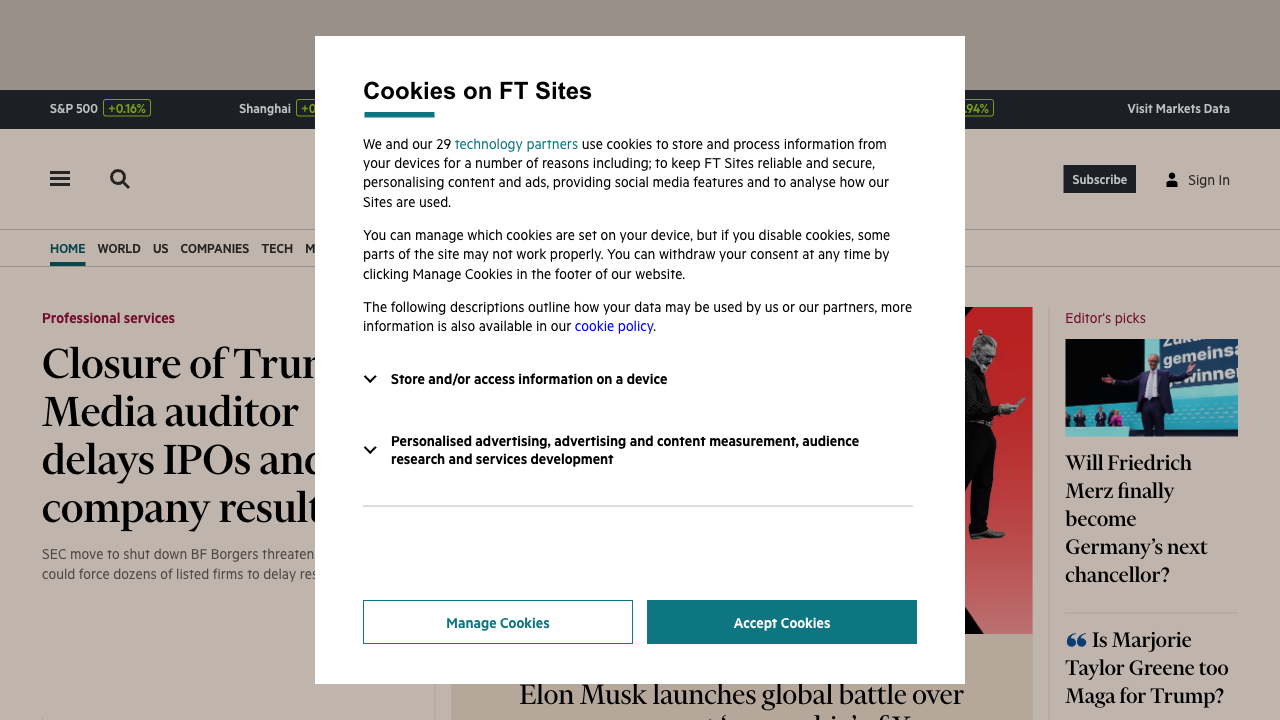 S&P 500 +0.16%
Shanghai
.94%
Visit Markets Data
Subscribe
Sign In
HOME WORLD US COMPANIES TECH
Professional services
Closure of
Media auditor
delays IPOs
company
SEC move to shut down BF Borgers
could force dozens of listed firms to delay
Cookies on FT Sites
We and our 29 technology partners use cookies to store and process information from
your devices for a number of reasons including; to keep FT Sites reliable and secure,
personalising content and ads, providing social media features and to analyse how our
Sites are used.
You can manage which cookies are set on your device, but if you disable cookies, some
parts of the site may not work properly. You can withdraw your consent at any time by
clicking Manage Cookies in the footer of our website.
The following descriptions outline how your data may be used by us or our partners, more
information is also available in our cookie policy.
Store and/or access information on a device
Personalised advertising, advertising and content measurement, audience
research and services development
Manage Cookies
Accept Cookies
Elon Musk launches global battle over
Editor's picks
Will Friedrich
Merz finally
become
Germany’s next
chancellor?
“ Is Marjorie
Taylor Greene too
Maga for Trump?